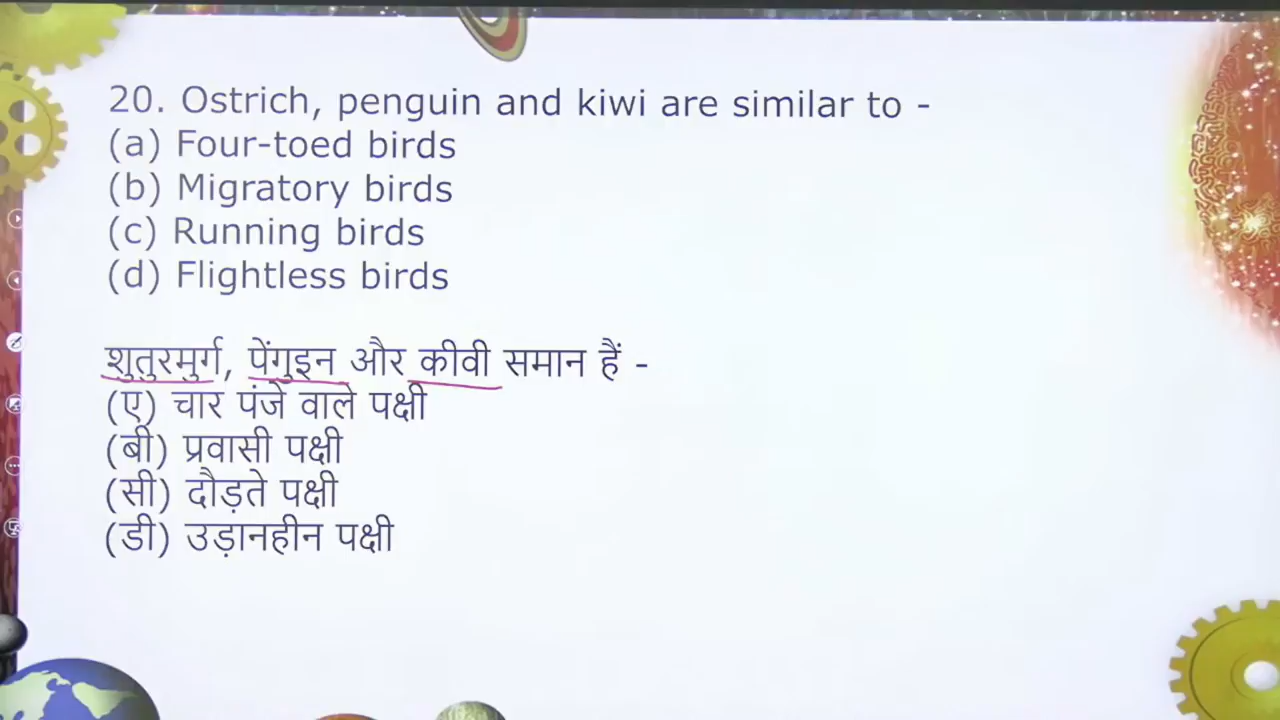 20. Ostrich, penguin and kiwi are similar to -
(a) Four-toed birds
(b) Migratory birds
(c) Running birds
(d) Flightless birds
शुतुरमुर्ग, पेंगुइन और कीवी समान हैं -
(ए) चार पंजे वाले पक्षी
(बी) प्रवासी पक्षी
(सी) दौड़ते पक्षी
(डी) उड़ानहीन पक्षी